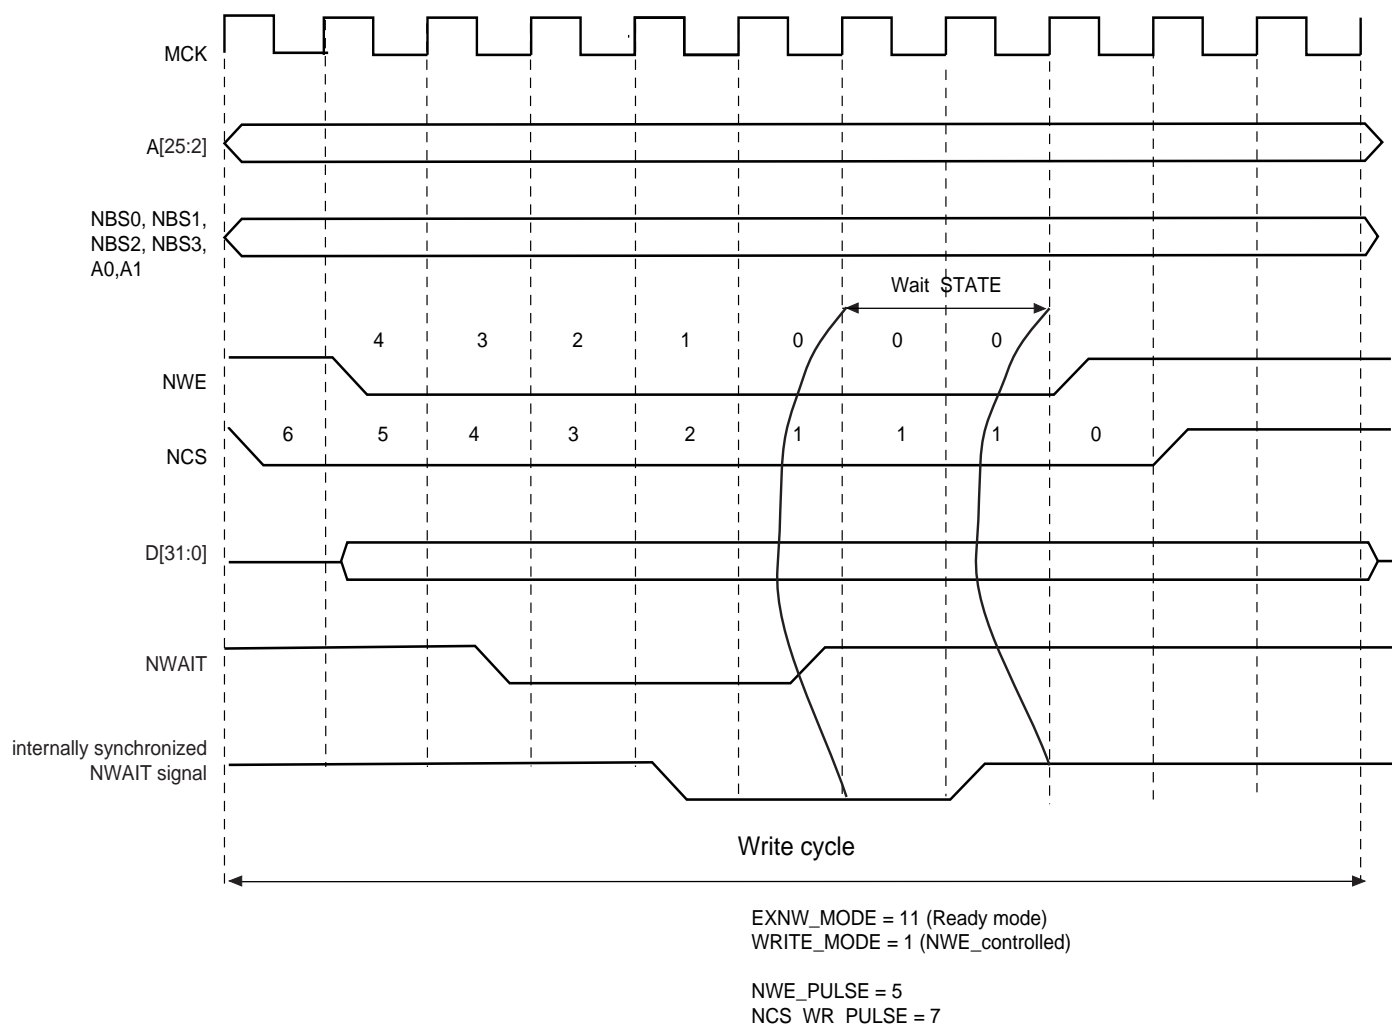 MCK
A[25:2]
NBS0, NBS1,
NBS2, NBS3,
A0,A1
Wait STATE
4 3 2 1 0 0 0
NWE
6 5 4 3 2 1 1 1 0
NCS
D[31:0]
NWAIT
internally synchronized
NWAIT signal
Write cycle
EXNW_MODE = 11 (Ready mode)
WRITE_MODE = 1 (NWE_controlled)
NWE_PULSE = 5
NCS_WR_PULSE = 7